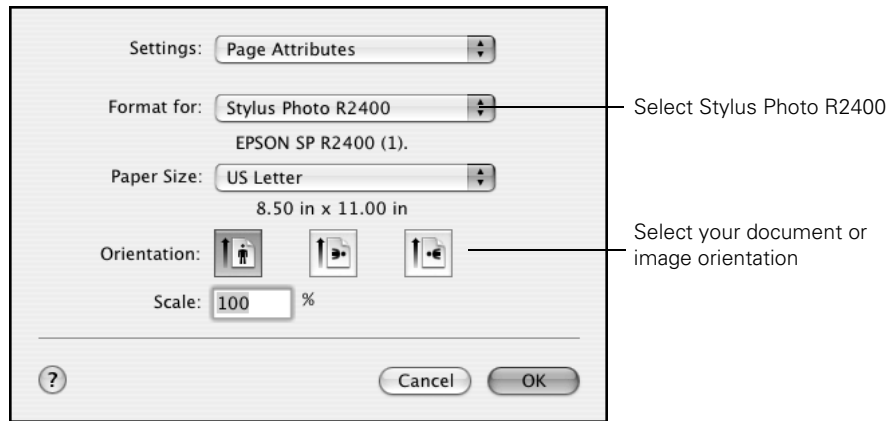 Settings: Page Attributes
Format for: Stylus Photo R2400
Select Stylus Photo R2400
EPSON SP R2400 (1).
Paper Size: US Letter
8.50 in x 11.00 in
Orientation:
Select your document or
image orientation
Scale: 100 %
? Cancel OK